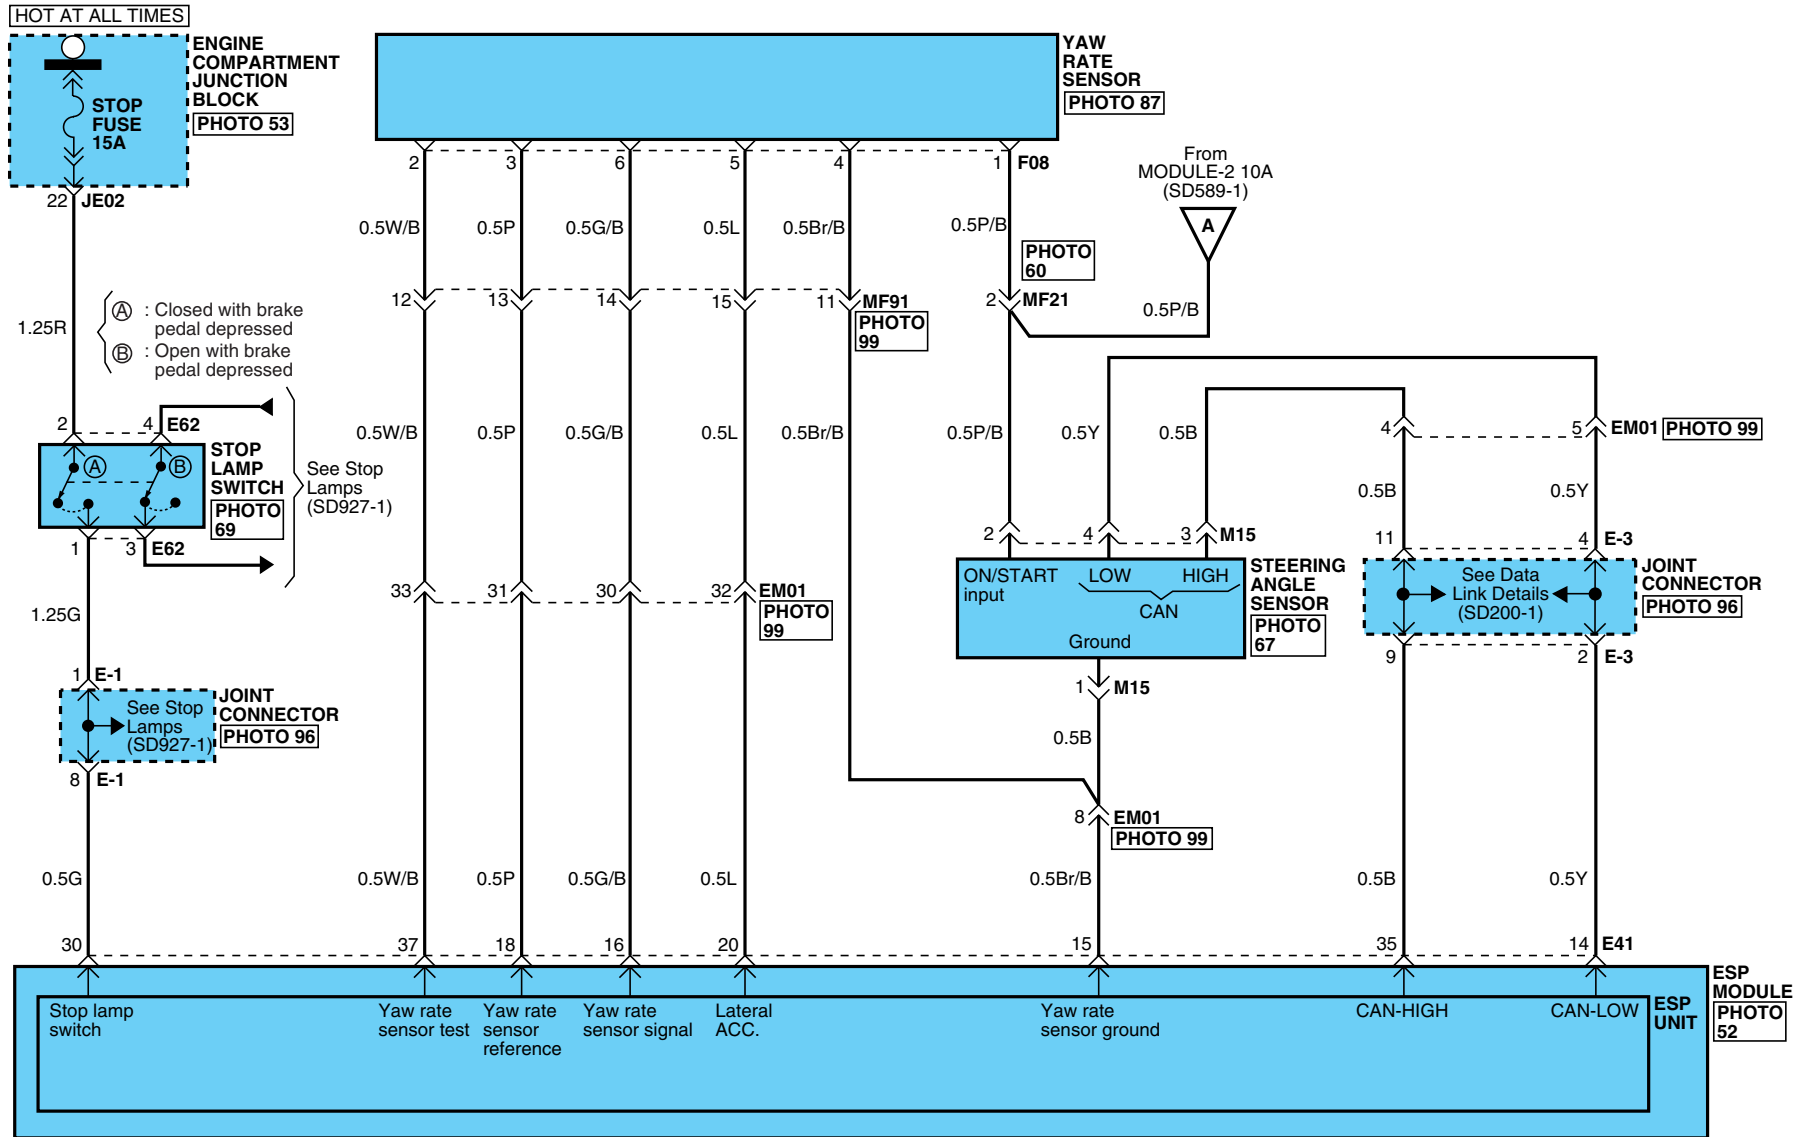 HOT AT ALL TIMES
ENGINE
COMPARTMENT
JUNCTION
BLOCK
PHOTO 53
STOP
FUSE
15A
22 JE02
YAW
RATE
SENSOR
PHOTO 87
2 3 6 5 4 1 F08
From
MODULE-2 10A
(SD589-1)
A
0.5W/B 0.5P 0.5G/B 0.5L 0.5Br/B 0.5P/B
PHOTO
60
12 13 14 15 11 MF91
PHOTO
99
2 MF21
0.5P/B
1.25R
A : Closed with brake
pedal depressed
B : Open with brake
pedal depressed
2 4 E62
A B
STOP
LAMP
SWITCH
PHOTO
69
See Stop
Lamps
(SD927-1)
1 3 E62
0.5W/B 0.5P 0.5G/B 0.5L 0.5Br/B 0.5P/B 0.5Y 0.5B
4 5 EM01 PHOTO 99
0.5B 0.5Y
2 4 3 M15
11 4 E-3
ON/START
input
LOW HIGH
CAN
Ground
STEERING
ANGLE
SENSOR
PHOTO
67
See Data
Link Details
(SD200-1)
JOINT
CONNECTOR
PHOTO 96
9 2 E-3
33 31 30 32 EM01
PHOTO
99
1.25G
1 E-1
See Stop
Lamps
(SD927-1)
JOINT
CONNECTOR
PHOTO 96
8 E-1
1 M15
0.5B
8 EM01
PHOTO 99
0.5G 0.5W/B 0.5P 0.5G/B 0.5L 0.5Br/B 0.5B 0.5Y
30 37 18 16 20 15 35 14 E41
Stop lamp
switch
Yaw rate
sensor test
Yaw rate
sensor
reference
Yaw rate
sensor signal
Lateral
ACC.
Yaw rate
sensor ground
CAN-HIGH
CAN-LOW
ESP
UNIT
ESP
MODULE
PHOTO
52